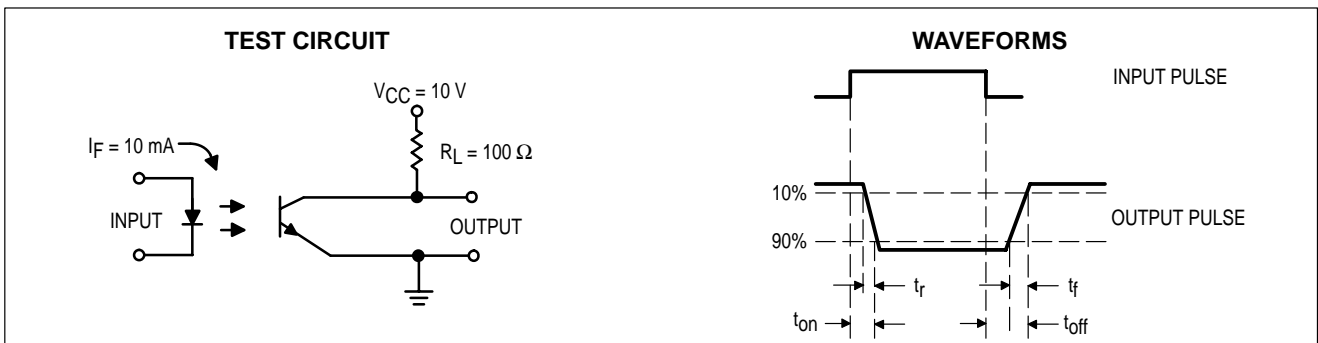 TEST CIRCUIT
VCC = 10 V
IF = 10 mA
RL = 100 Ω
INPUT
OUTPUT
WAVEFORMS
INPUT PULSE
10%
OUTPUT PULSE
90%
tr
tf
ton
toff